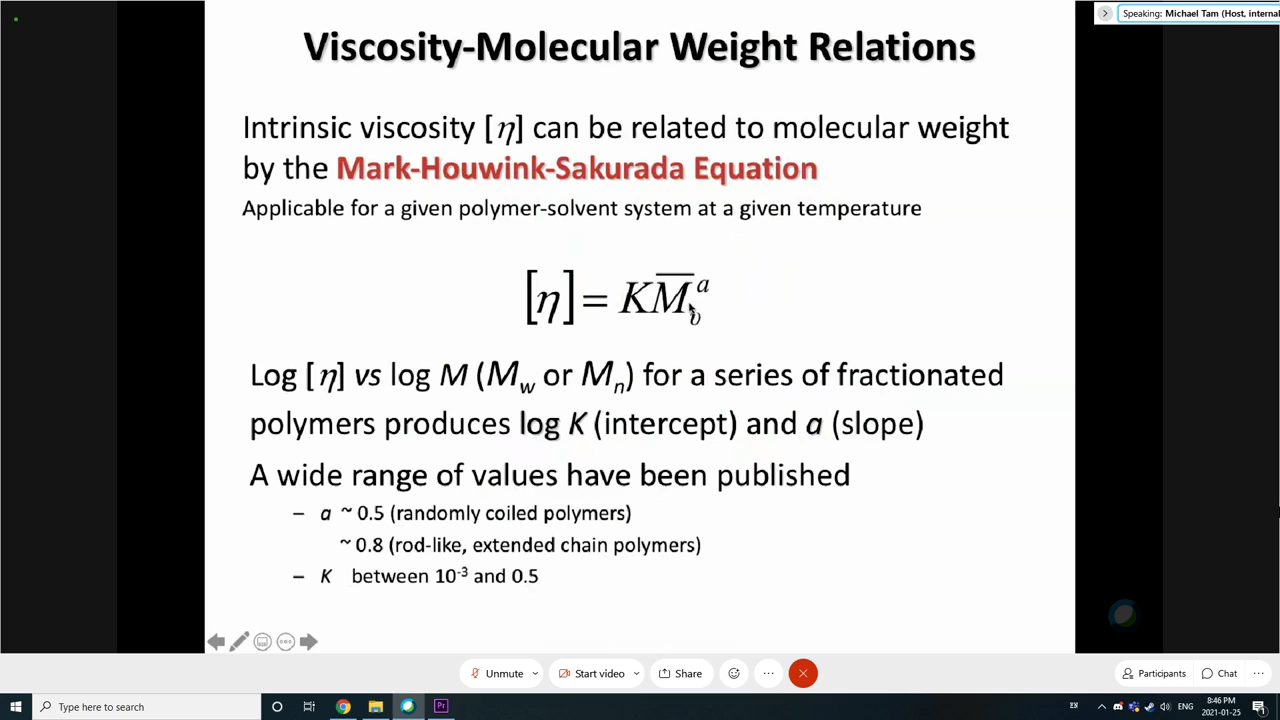 Speaking: Michael Tam (Host, internal
Viscosity-Molecular Weight Relations
Intrinsic viscosity [η] can be related to molecular weight
by the Mark-Houwink-Sakurada Equation
Applicable for a given polymer-solvent system at a given temperature
[η] = KM̅ᵥᵃ
Log [η] vs log M (Mw or Mn) for a series of fractionated
polymers produces log K (intercept) and a (slope)
A wide range of values have been published
– a ~ 0.5 (randomly coiled polymers)
~ 0.8 (rod-like, extended chain polymers)
– K between 10⁻³ and 0.5
Unmute Start video Share Participants Chat
Type here to search
Pr
ENG
8:46 PM
2021-01-25
1